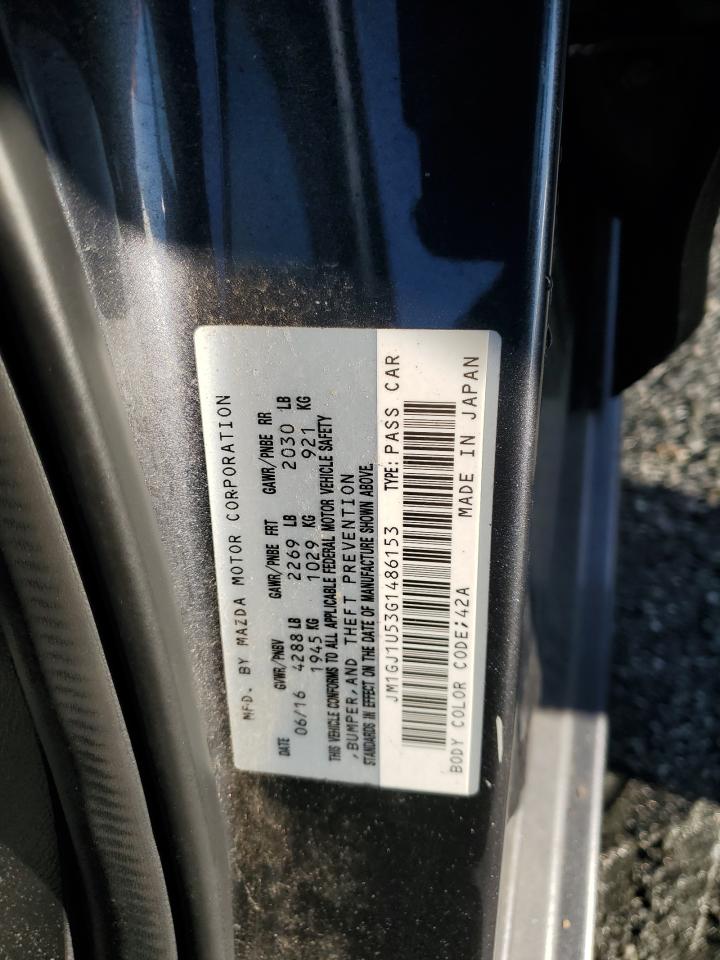 MFD. BY MAZDA MOTOR CORPORATION
DATE GVWR/PNBV GAWR/PNBE FRT GAWR/PNBE RR
06/16 4288 LB 2269 LB 2030 LB
1945 KG 1029 KG 921 KG
THIS VEHICLE CONFORMS TO ALL APPLICABLE FEDERAL MOTOR VEHICLE SAFETY
,BUMPER,AND THEFT PREVENTION
STANDARDS IN EFFECT ON THE DATE OF MANUFACTURE SHOWN ABOVE.
JM1GJ1U53G1486153 TYPE: PASS CAR
BODY COLOR CODE;42A MADE IN JAPAN